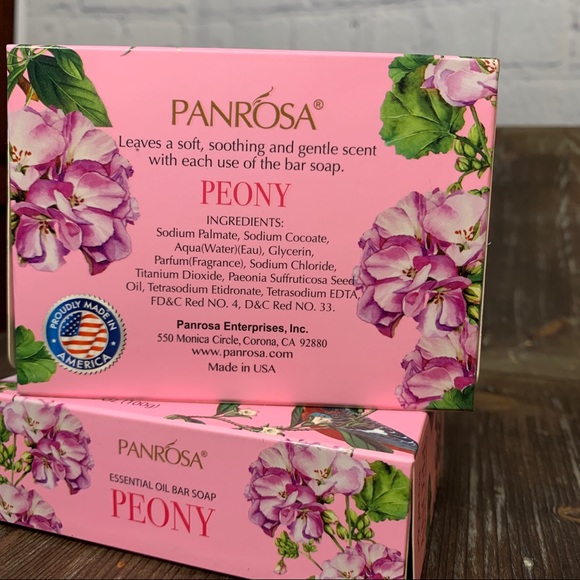 PANROSA®
Leaves a soft, soothing and gentle scent
with each use of the bar soap.
PEONY
INGREDIENTS:
Sodium Palmate, Sodium Cocoate,
Aqua(Water)(Eau), Glycerin,
Parfum(Fragrance), Sodium Chloride,
Titanium Dioxide, Paeonia Suffruticosa Seed
Oil, Tetrasodium Etidronate, Tetrasodium EDTA,
FD&C Red NO. 4, D&C Red NO. 33.
PROUDLY MADE IN
AMERICA
Panrosa Enterprises, Inc.
550 Monica Circle, Corona, CA 92880
www.panrosa.com
Made in USA
PANROSA®
ESSENTIAL OIL BAR SOAP
PEONY